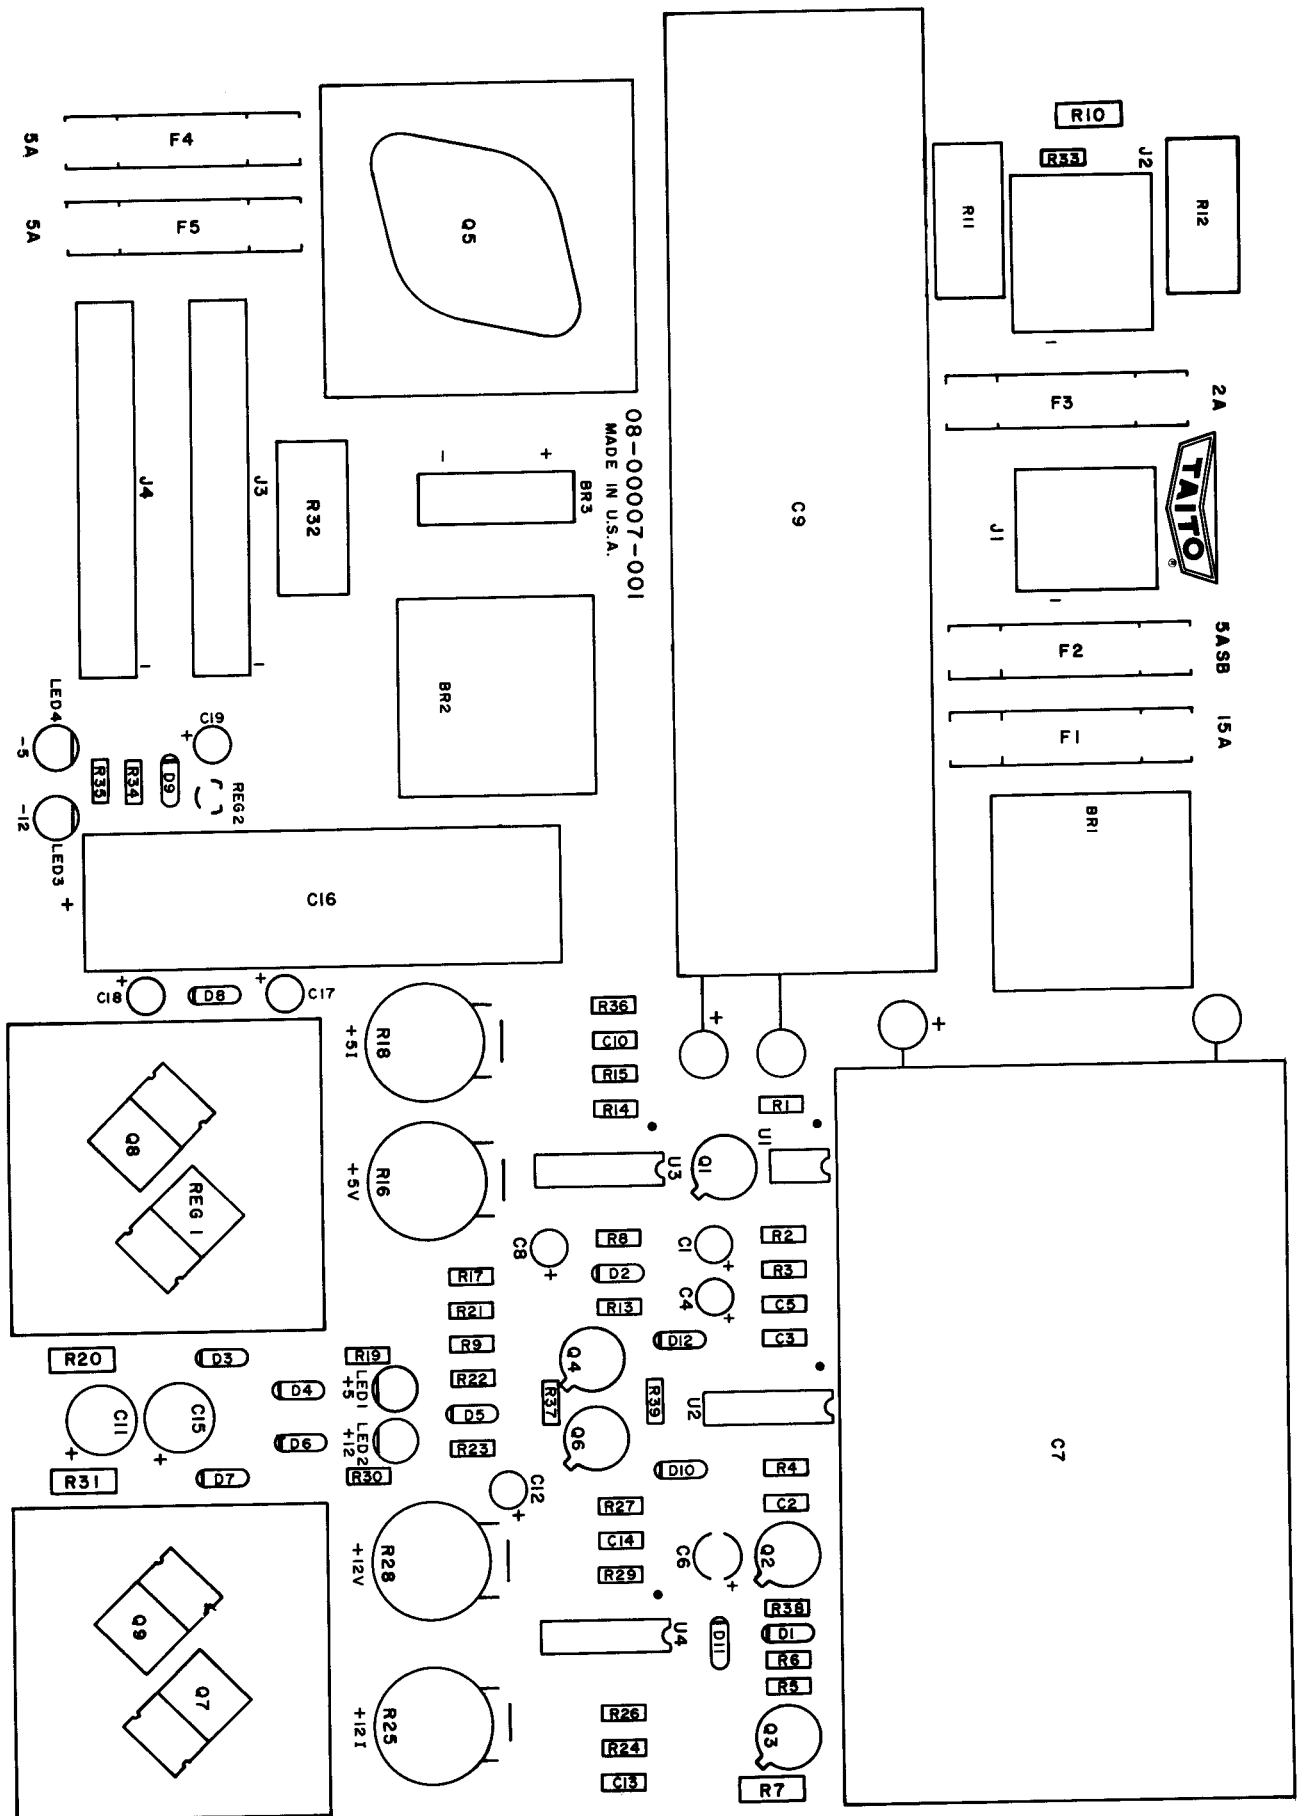 R10
R33
J2
R11
R12
F4
5A
F5
5A
Q5
F3
2A
TAITO
®
J1
C9
08-00007-001
MADE IN U.S.A.
BR3
+
-
R32
J3
J4
F2
5ASB
F1
15A
BR1
BR2
LED4
-5
C19
+
REG2
D9
R34
R35
-12
LED3
+
C16
C18
+
D8
+
C17
R18
+5I
R36
C10
R15
R14
+
+
R1
U1
Q8
REG 1
R16
+5V
U3
Q1
C8
+
R8
D2
R13
C1
+
C4
+
R2
R3
C5
C3
R17
R21
R9
R22
D5
R23
R20
D3
R19
LED1
+5
D4
C11
+
C15
+
D6
LED2
+12
R31
D7
R30
Q4
R37
Q6
D12
R39
U2
D10
R4
C2
C7
C12
+
R27
C14
R29
C6
+
Q2
R38
D1
R6
R5
R28
+12V
U4
D11
Q9
Q7
R25
+12I
R26
R24
C13
Q3
R7